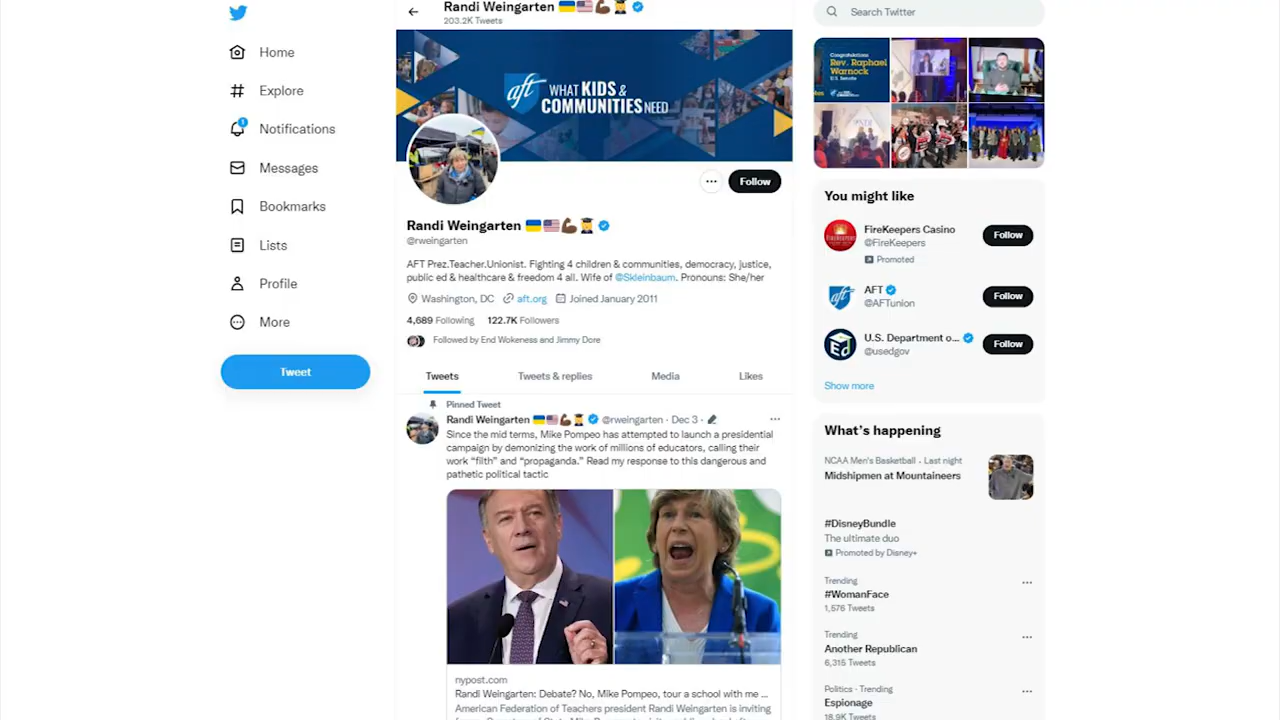 Home
Explore
Notifications
1
Messages
Bookmarks
Lists
Profile
More
Tweet
Randi Weingarten
203.2K Tweets
aft WHAT KIDS &
COMMUNITIES NEED
Follow
Randi Weingarten
@rweingarten
AFT Prez.Teacher.Unionist. Fighting 4 children & communities, democracy, justice,
public ed & healthcare & freedom 4 all. Wife of @Skleinbaum. Pronouns: She/her
Washington, DC aft.org Joined January 2011
4,689 Following 122.7K Followers
Followed by End Wokeness and Jimmy Dore
Tweets Tweets & replies Media Likes
Pinned Tweet
Randi Weingarten @rweingarten · Dec 3 ·
Since the mid terms, Mike Pompeo has attempted to launch a presidential
campaign by demonizing the work of millions of educators, calling their
work “filth” and “propaganda.” Read my response to this dangerous and
pathetic political tactic
nypost.com
Randi Weingarten: Debate? No, Mike Pompeo, tour a school with me ...
American Federation of Teachers president Randi Weingarten is inviting
Search Twitter
Congratulations
Rev. Raphael
Warnock
U.S. Senate
You might like
FireKeepers Casino
@FireKeepers
Promoted
Follow
AFT
@AFTunion
Follow
U.S. Department o...
@usedgov
Follow
Show more
What's happening
NCAA Men's Basketball · Last night
Midshipmen at Mountaineers
#DisneyBundle
The ultimate duo
Promoted by Disney+
Trending
#WomanFace
1,576 Tweets
Trending
Another Republican
6,315 Tweets
Politics · Trending
Espionage
18.9K Tweets